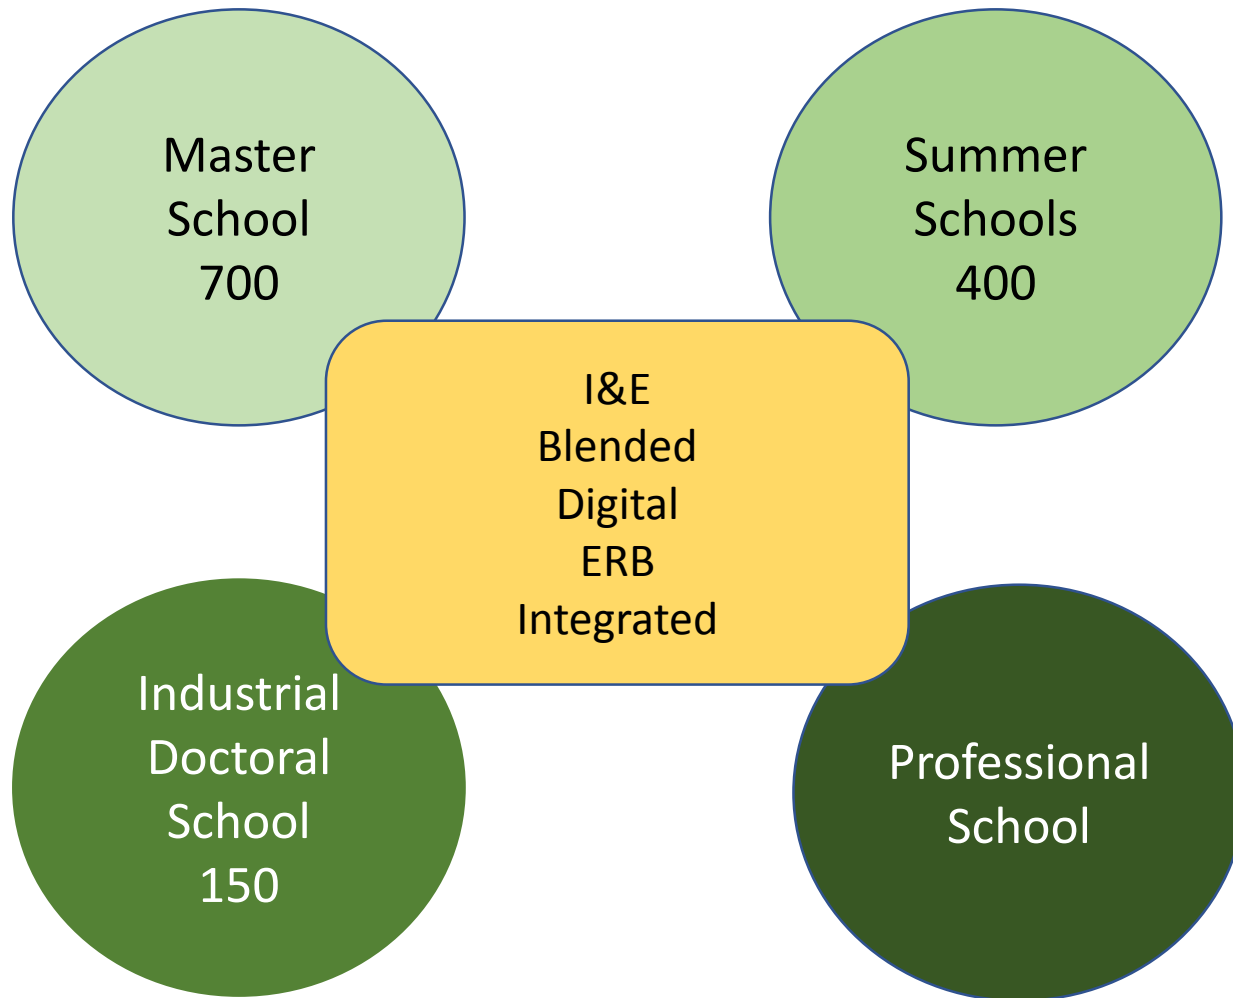 Master
School
700
Summer
Schools
400
I&E
Blended
Digital
ERB
Integrated
Industrial
Doctoral
School
150
Professional
School